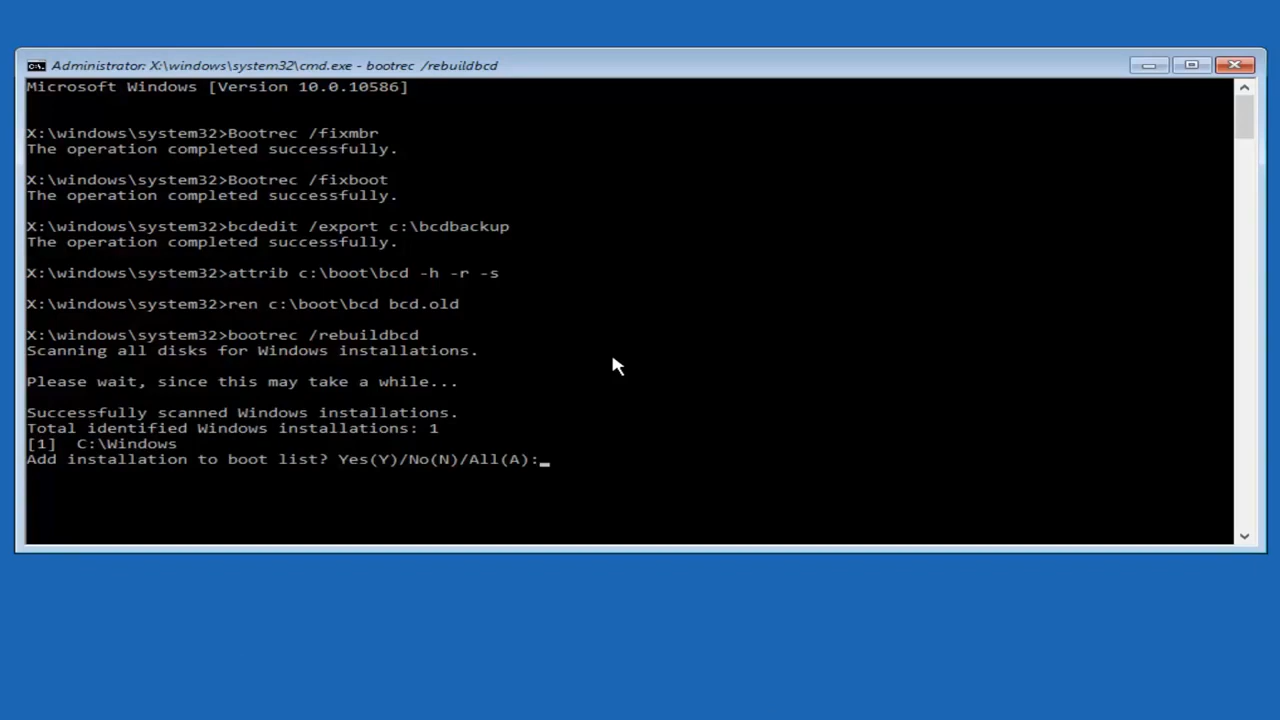 Administrator: X:\windows\system32\cmd.exe - bootrec /rebuildbcd
Microsoft Windows [Version 10.0.10586]
X:\windows\system32>Bootrec /fixmbr
The operation completed successfully.
X:\windows\system32>Bootrec /fixboot
The operation completed successfully.
X:\windows\system32>bcdedit /export c:\bcdbackup
The operation completed successfully.
X:\windows\system32>attrib c:\boot\bcd -h -r -s
X:\windows\system32>ren c:\boot\bcd bcd.old
X:\windows\system32>bootrec /rebuildbcd
Scanning all disks for Windows installations.
Please wait, since this may take a while...
Successfully scanned Windows installations.
Total identified Windows installations: 1
[1]  C:\Windows
Add installation to boot list? Yes(Y)/No(N)/All(A):